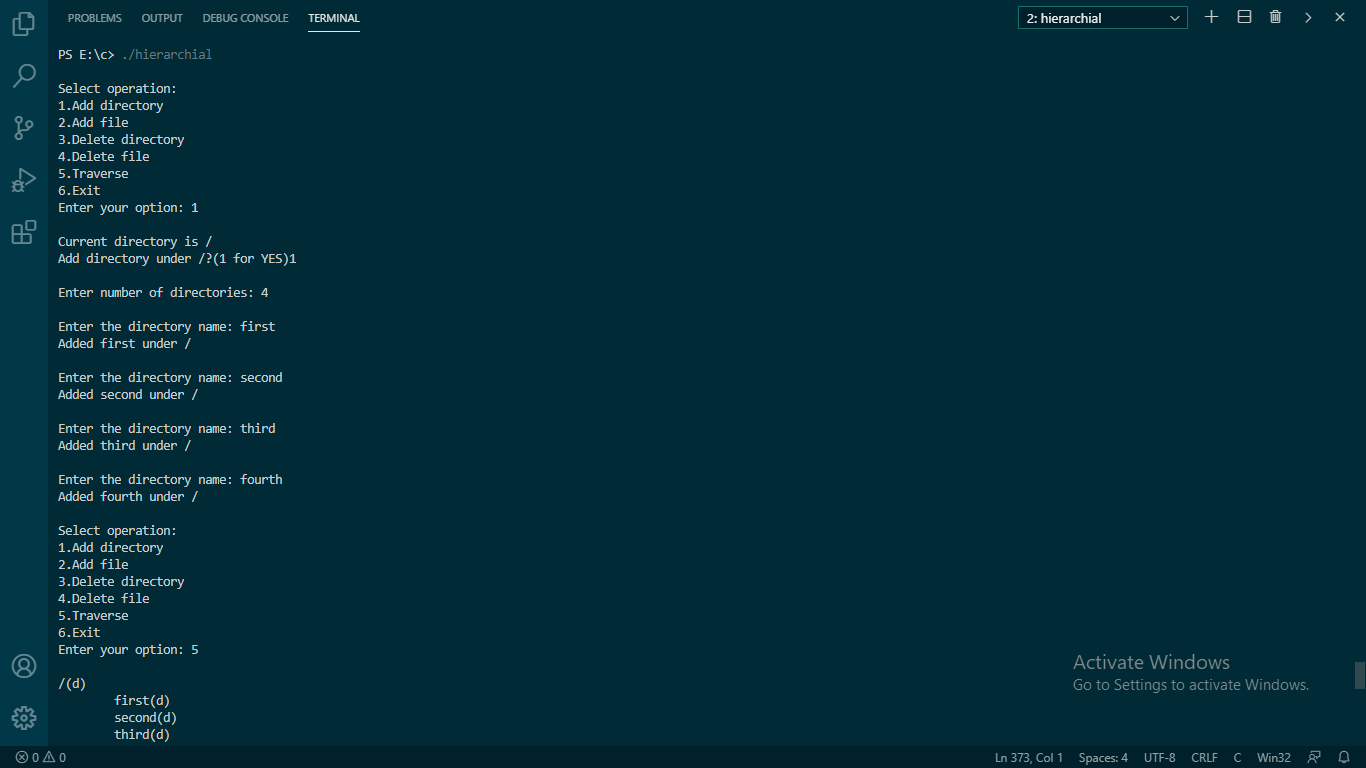 PROBLEMS OUTPUT DEBUG CONSOLE TERMINAL 2: hierarchial
PS E:\c> ./hierarchial
Select operation:
1.Add directory
2.Add file
3.Delete directory
4.Delete file
5.Traverse
6.Exit
Enter your option: 1
Current directory is /
Add directory under /?(1 for YES)1
Enter number of directories: 4
Enter the directory name: first
Added first under /
Enter the directory name: second
Added second under /
Enter the directory name: third
Added third under /
Enter the directory name: fourth
Added fourth under /
Select operation:
1.Add directory
2.Add file
3.Delete directory
4.Delete file
5.Traverse
6.Exit
Enter your option: 5
/(d)
first(d)
second(d)
third(d)
Activate Windows
Go to Settings to activate Windows.
0 0 Ln 373, Col 1 Spaces: 4 UTF-8 CRLF C Win32